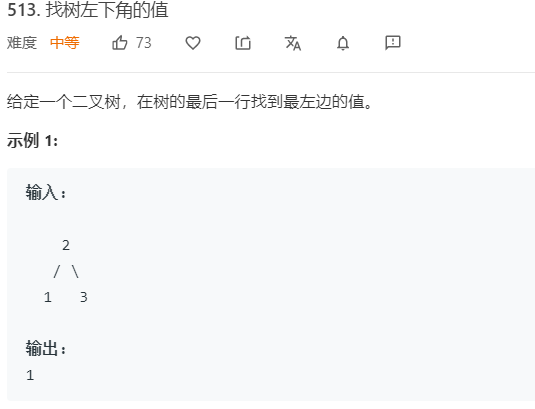 513. 找树左下角的值
难度 中等 73
给定一个二叉树，在树的最后一行找到最左边的值。
示例 1:
输入:
2
/ \
1 3
输出:
1